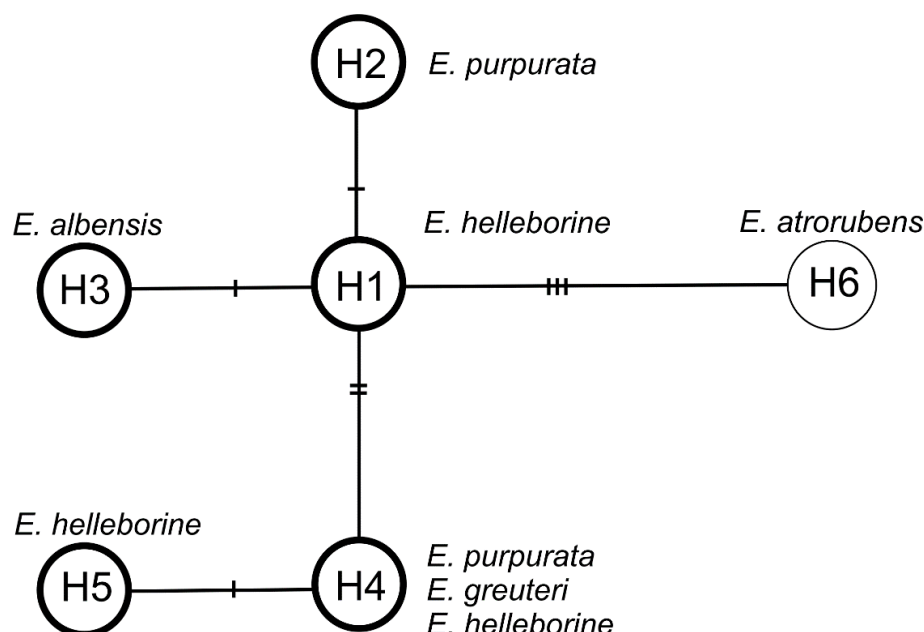 H2 E. purpurata
E. albensis E. helleborine E. atrorubens
H3 H1 H6
E. helleborine
H5 H4 E. purpurata
E. greuteri
E. helleborine